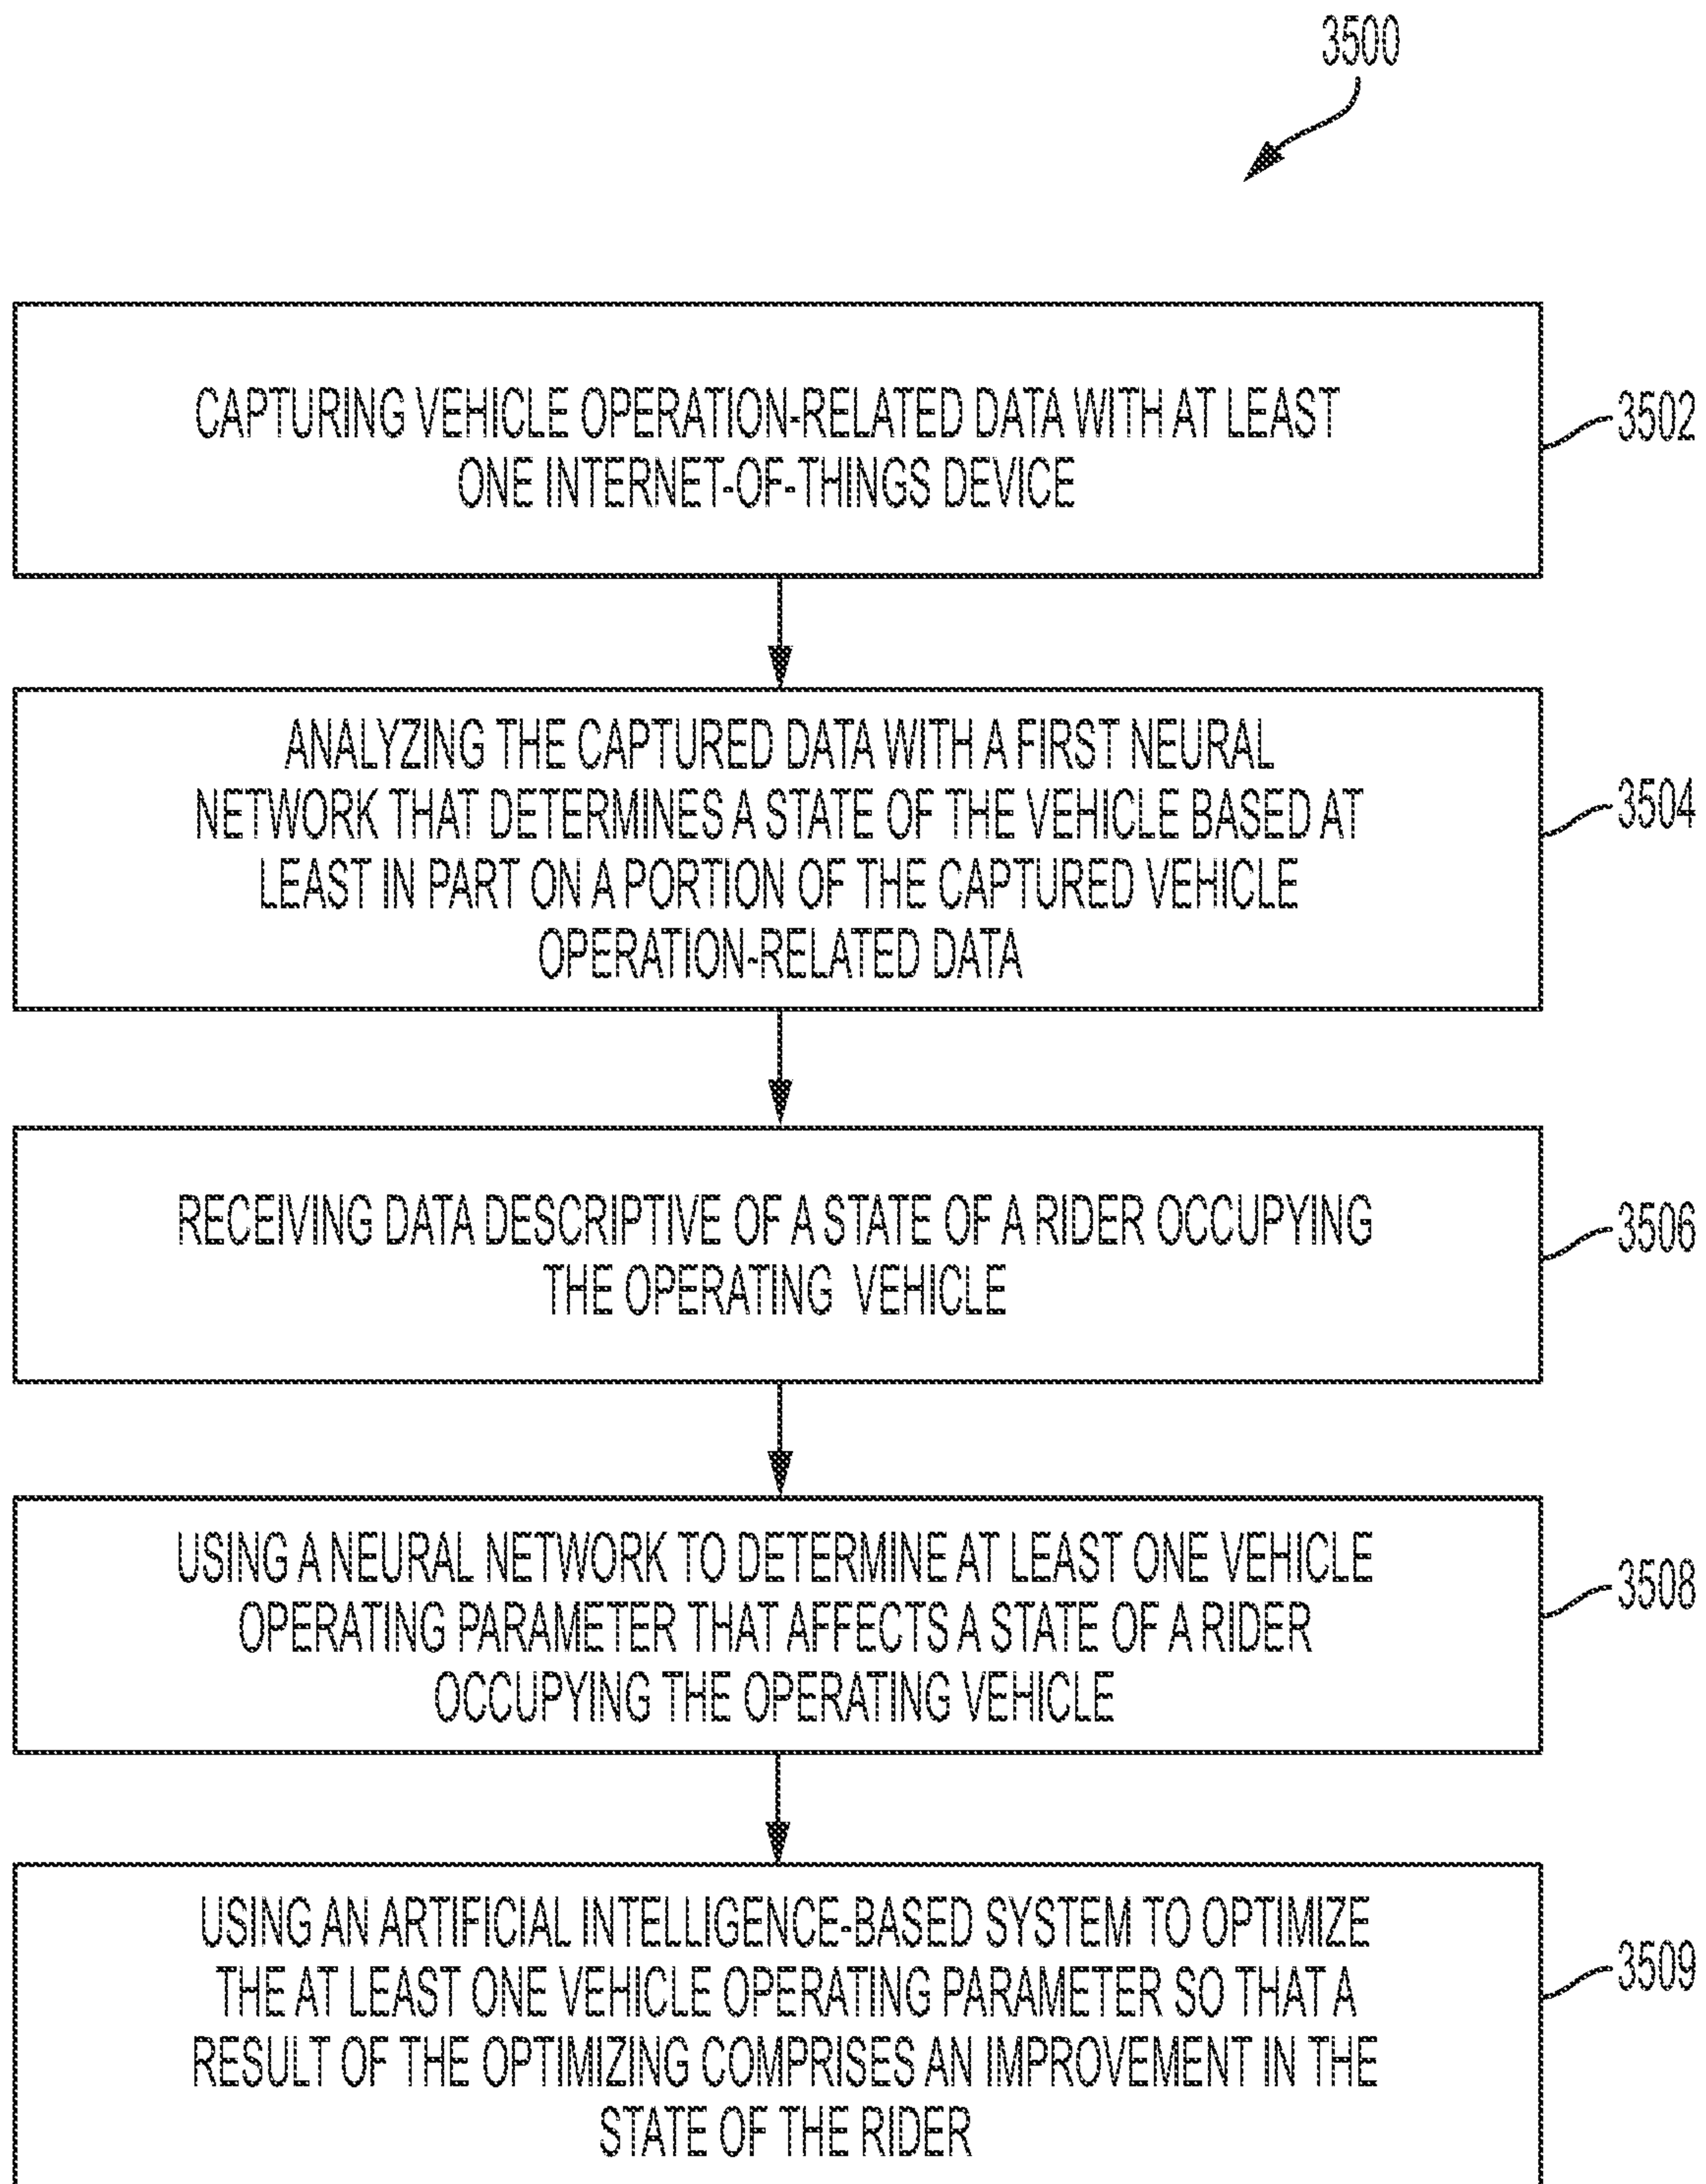 3500
CAPTURING VEHICLE OPERATION-RELATED DATA WITH AT LEAST
ONE INTERNET-OF-THINGS DEVICE
3502
ANALYZING THE CAPTURED DATA WITH A FIRST NEURAL
NETWORK THAT DETERMINES A STATE OF THE VEHICLE BASED AT
LEAST IN PART ON A PORTION OF THE CAPTURED VEHICLE
OPERATION-RELATED DATA
3504
RECEIVING DATA DESCRIPTIVE OF A STATE OF A RIDER OCCUPYING
THE OPERATING VEHICLE
3506
USING A NEURAL NETWORK TO DETERMINE AT LEAST ONE VEHICLE
OPERATING PARAMETER THAT AFFECTS A STATE OF A RIDER
OCCUPYING THE OPERATING VEHICLE
3508
USING AN ARTIFICIAL INTELLIGENCE-BASED SYSTEM TO OPTIMIZE
THE AT LEAST ONE VEHICLE OPERATING PARAMETER SO THAT A
RESULT OF THE OPTIMIZING COMPRISES AN IMPROVEMENT IN THE
STATE OF THE RIDER
3509